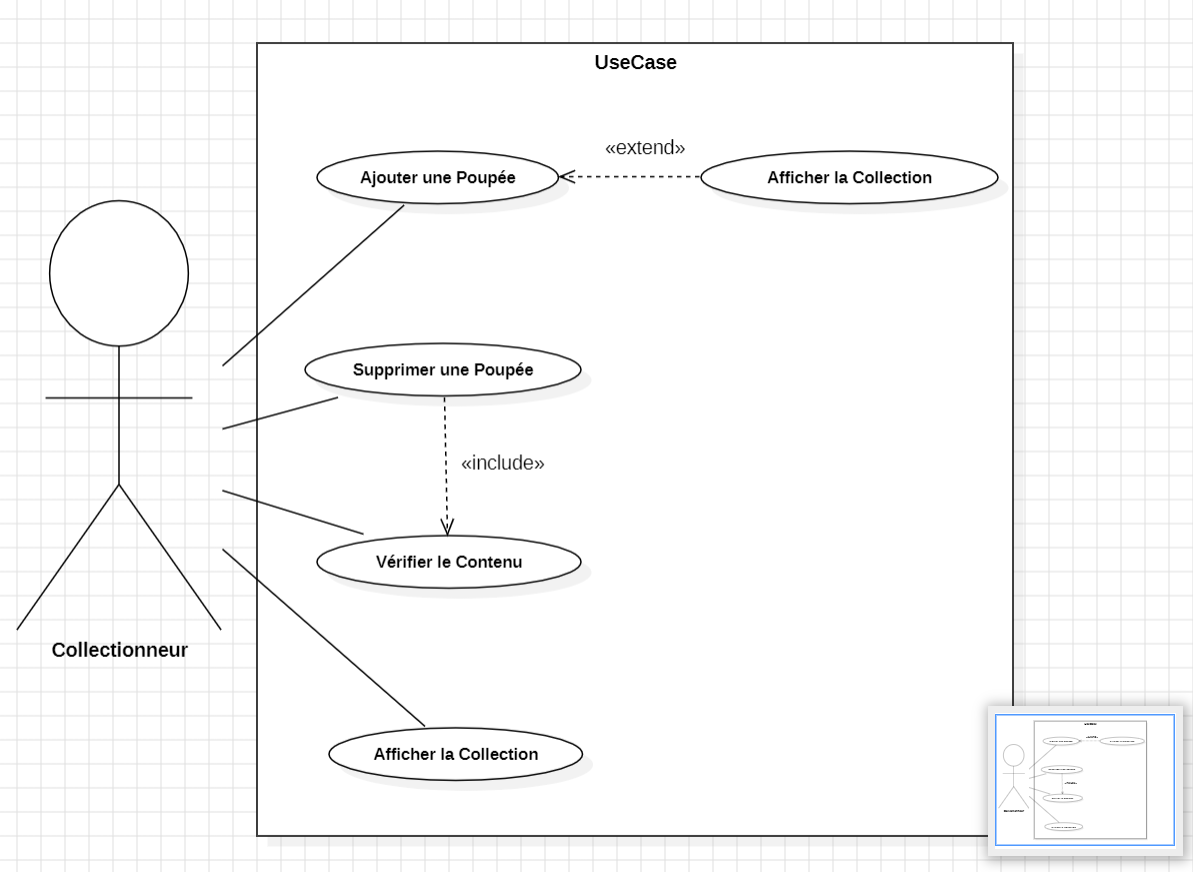 UseCase
«extend»
Ajouter une Poupée
Afficher la Collection
Supprimer une Poupée
«include»
Vérifier le Contenu
Collectionneur
Afficher la Collection